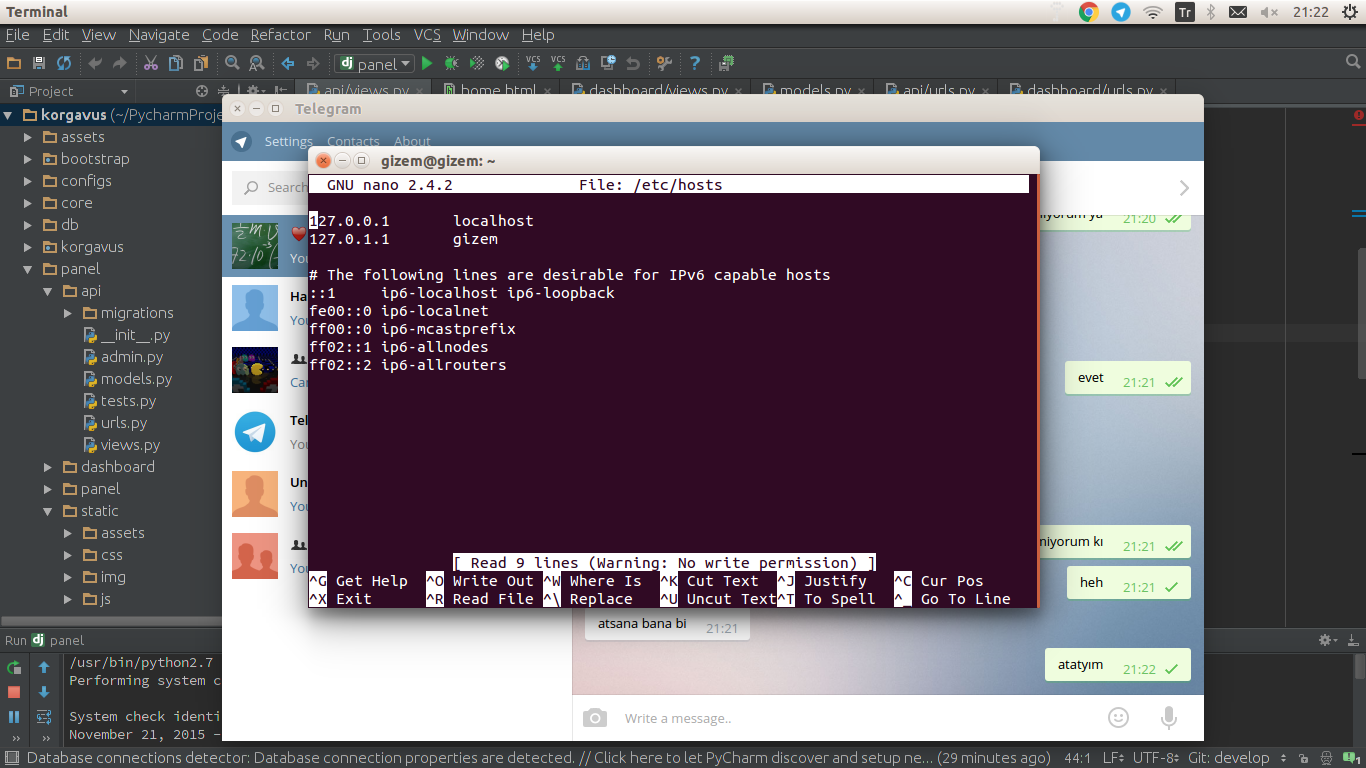 Terminal
Tr
21:22
File Edit View Navigate Code Refactor Run Tools VCS Window Help
panel
VCS VCS
Project
api/views.py
home.html
dashboard/views.py
models.py
api/urls.py
dashboard/urls.py
korgavus (~/PycharmProje
assets
bootstrap
configs
core
db
korgavus
panel
api
migrations
__init__.py
admin.py
models.py
tests.py
urls.py
views.py
dashboard
panel
static
assets
css
img
js
Telegram
Settings Contacts About
Search
You
Ha
You
Can
Tel
You
Un
You
You
21:20
evet 21:21
mıyorum kı 21:21
heh 21:21
atsana bana bi 21:21
atatyım 21:22
Write a message..
gizem@gizem: ~
GNU nano 2.4.2 File: /etc/hosts
127.0.0.1 localhost
127.0.1.1 gizem
# The following lines are desirable for IPv6 capable hosts
::1 ip6-localhost ip6-loopback
fe00::0 ip6-localnet
ff00::0 ip6-mcastprefix
ff02::1 ip6-allnodes
ff02::2 ip6-allrouters
[ Read 9 lines (Warning: No write permission) ]
^G Get Help ^O Write Out ^W Where Is ^K Cut Text ^J Justify ^C Cur Pos
^X Exit ^R Read File ^\ Replace ^U Uncut Text ^T To Spell ^_ Go To Line
Run panel
/usr/bin/python2.7
Performing system c
System check identi
November 21, 2015 -
Database connections detector: Database connection properties are detected. // Click here to let PyCharm discover and setup ne... (29 minutes ago) 44:1 LF UTF-8 Git: develop